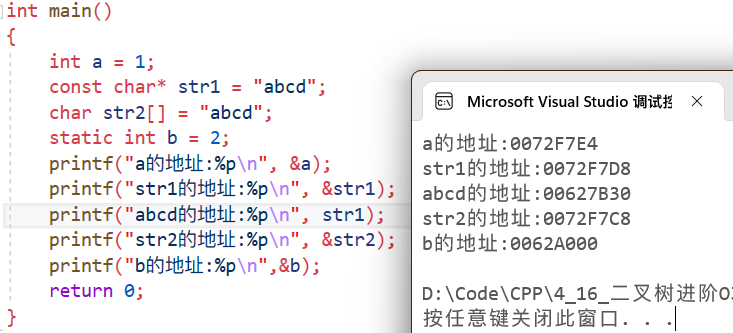 int main()
{
int a = 1;
const char* str1 = "abcd";
char str2[] = "abcd";
static int b = 2;
printf("a的地址:%p\n", &a);
printf("str1的地址:%p\n", &str1);
printf("abcd的地址:%p\n", str1);
printf("str2的地址:%p\n", &str2);
printf("b的地址:%p\n",&b);
return 0;
}
Microsoft Visual Studio 调试控
a的地址:0072F7E4
str1的地址:0072F7D8
abcd的地址:00627B30
str2的地址:0072F7C8
b的地址:0062A000
D:\Code\CPP\4_16_二叉树进阶O
按任意键关闭此窗口. . .